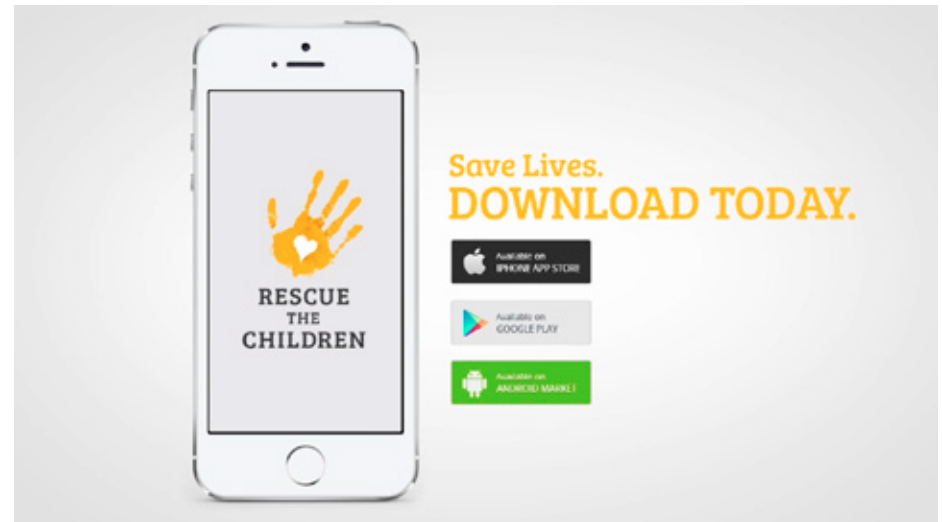 RESCUE
THE
CHILDREN
Save Lives.
DOWNLOAD TODAY.
Available on
IPHONE APP STORE
Available on
GOOGLE PLAY
Available on
ANDROID MARKET